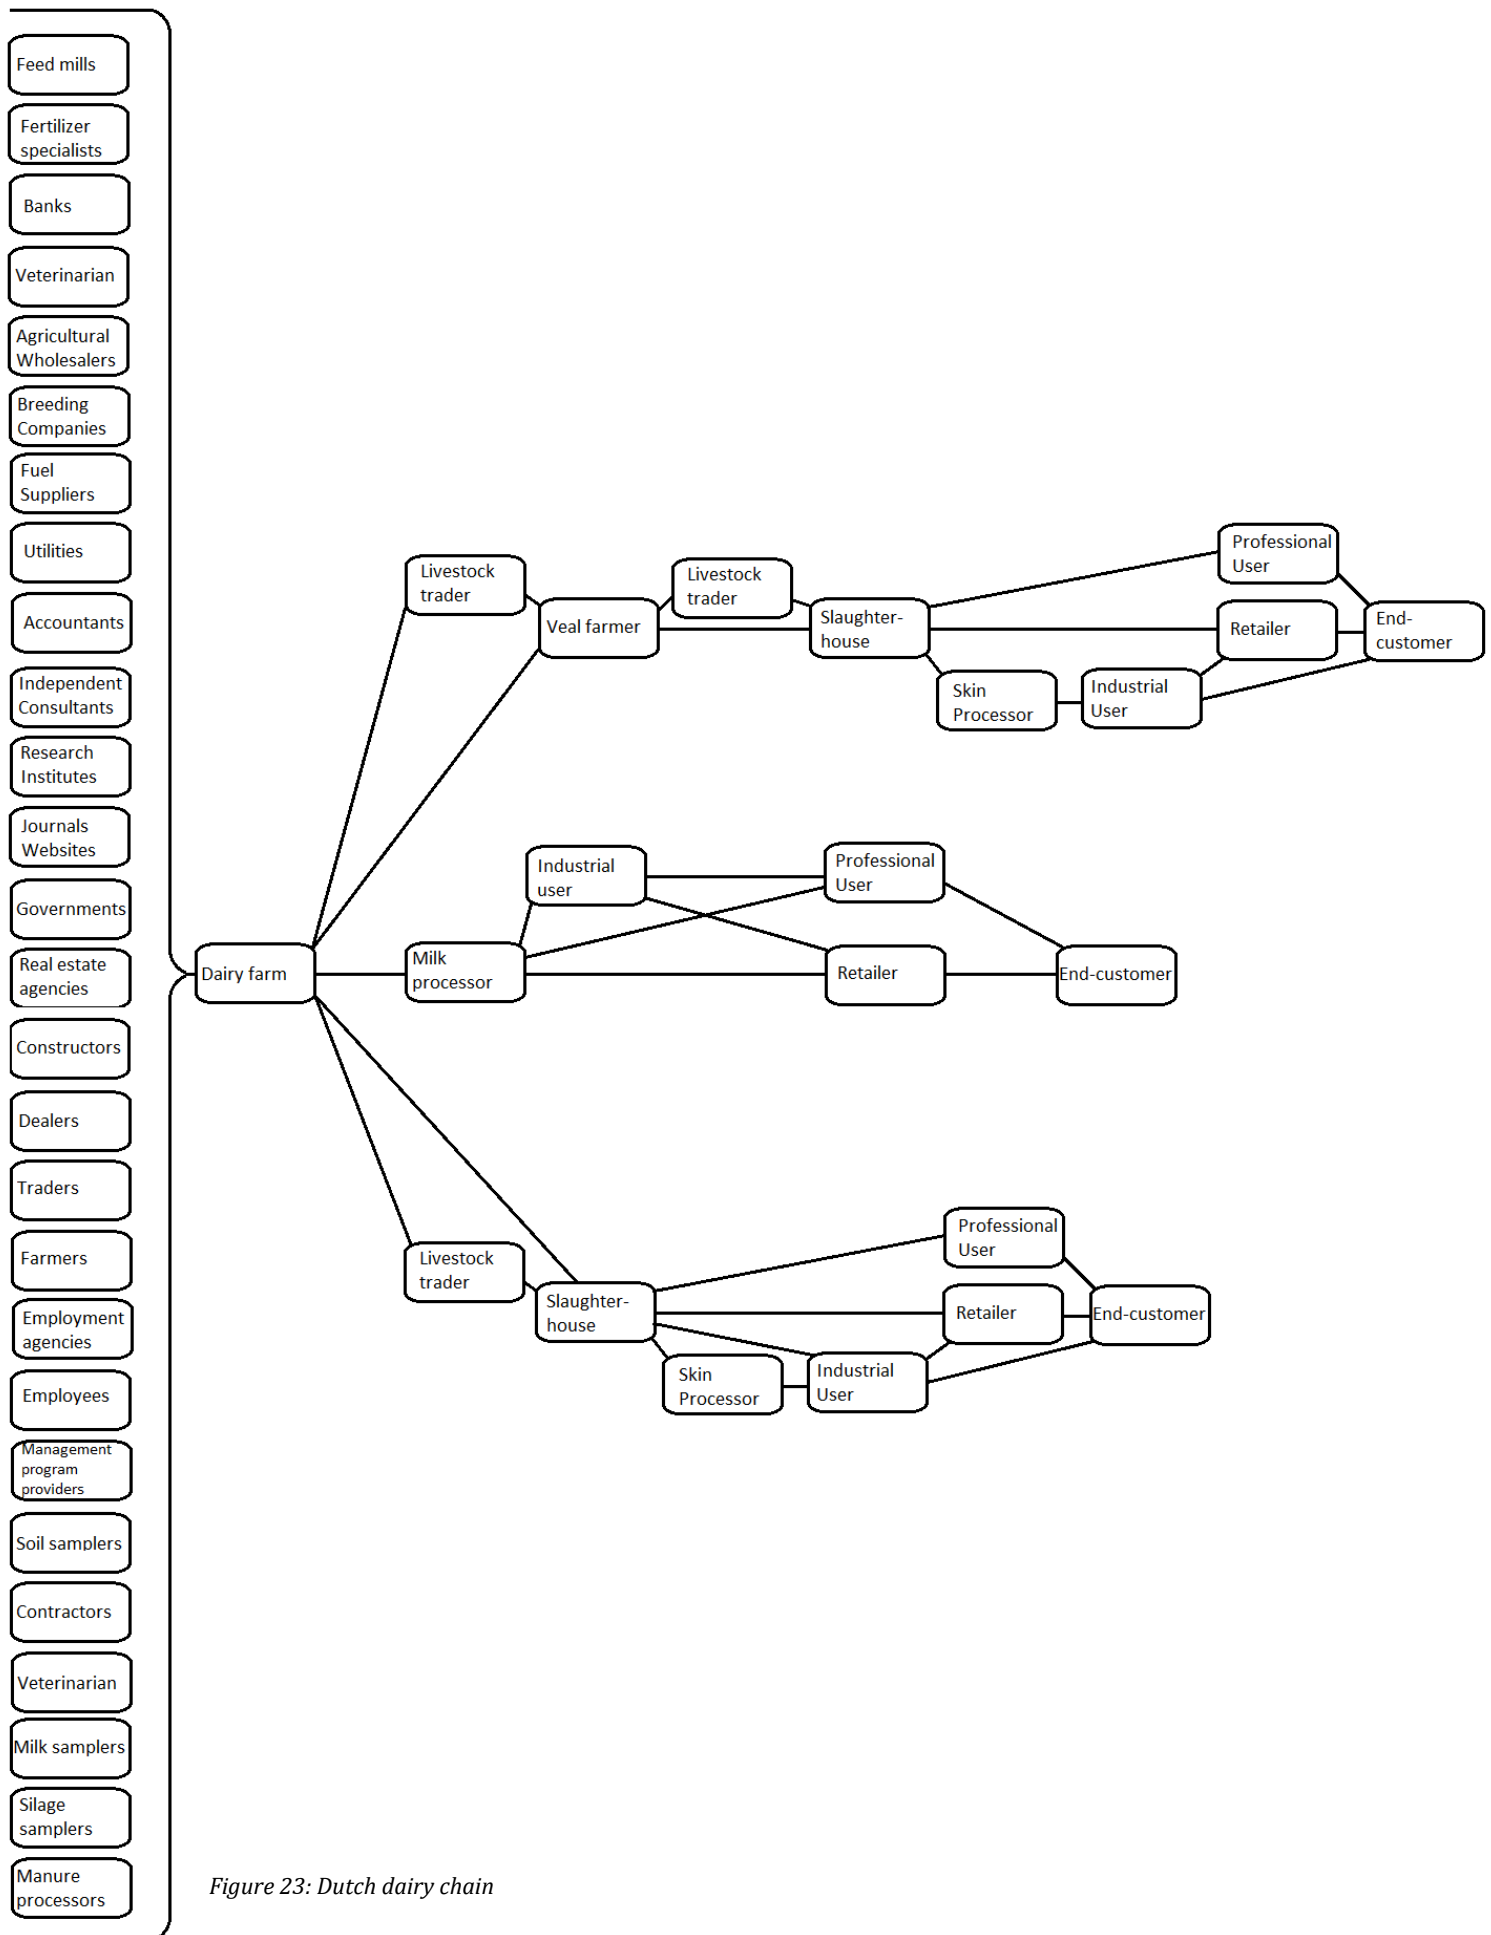 Feed mills
Fertilizer
specialists
Banks
Veterinarian
Agricultural
Wholesalers
Breeding
Companies
Fuel
Suppliers
Utilities
Accountants
Independent
Consultants
Research
Institutes
Journals
Websites
Governments
Real estate
agencies
Constructors
Dealers
Traders
Farmers
Employment
agencies
Employees
Management
program
providers
Soil samplers
Contractors
Veterinarian
Milk samplers
Silage
samplers
Manure
processors
Dairy farm
Livestock
trader
Veal farmer
Livestock
trader
Slaughter-
house
Skin
Processor
Industrial
User
Professional
User
Retailer
End-
customer
Milk
processor
Industrial
user
Professional
User
Retailer
End-customer
Livestock
trader
Slaughter-
house
Skin
Processor
Industrial
User
Professional
User
Retailer
End-customer
Figure 23: Dutch dairy chain